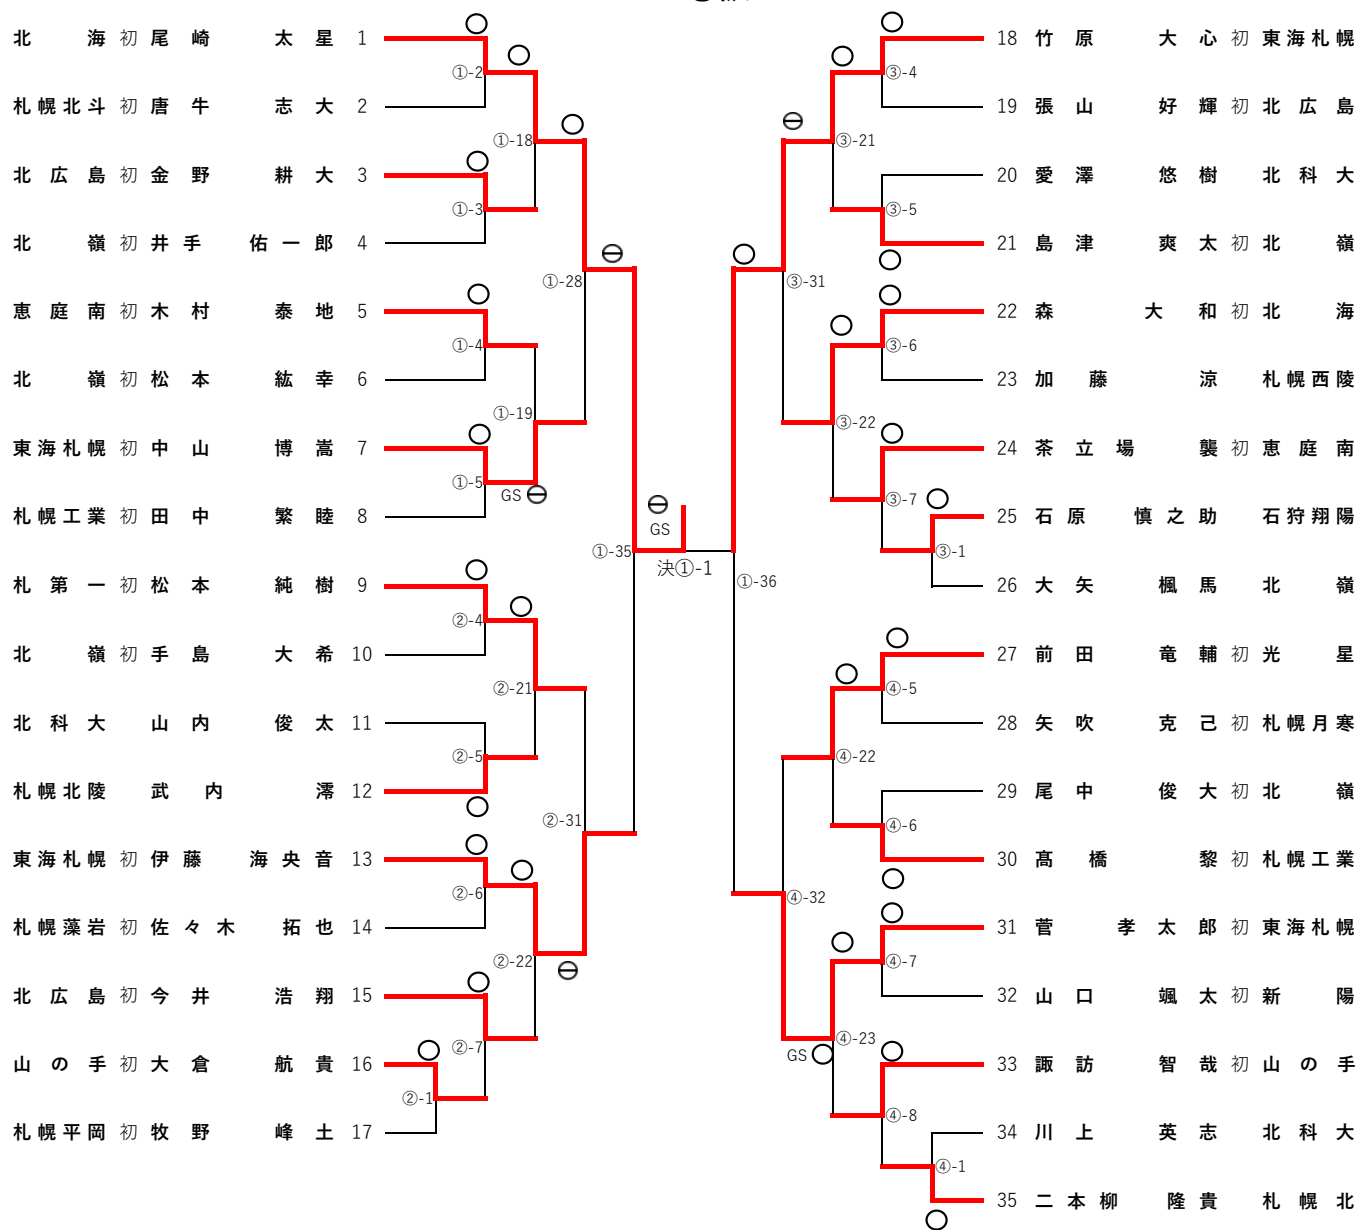 北海 初 尾崎 太星 1
札幌北斗 初 唐牛 志大 2
北広島 初 金野 耕大 3
北嶺 初 井手 佑一郎 4
恵庭南 初 木村 泰地 5
北嶺 初 松本 紘幸 6
東海札幌 初 中山 博嵩 7
札幌工業 初 田中 繁睦 8
札第一 初 松本 純樹 9
北嶺 初 手島 大希 10
北科大 山内 俊太 11
札幌北陵 武内 澪 12
東海札幌 初 伊藤 海央音 13
札幌藻岩 初 佐々木 拓也 14
北広島 初 今井 浩翔 15
山の手 初 大倉 航貴 16
札幌平岡 初 牧野 峰土 17
①-2
①-3
①-4
①-5
②-4
②-5
②-6
②-7
②-1
①-18
①-19
GS
②-21
②-22
①-28
②-31
①-35
GS
決①-1
①-36
③-31
④-32
③-21
③-22
④-22
④-23
GS
③-4
③-5
③-6
③-7
③-1
④-5
④-6
④-7
④-8
④-1
18 竹原 大心 初 東海札幌
19 張山 好輝 初 北広島
20 愛澤 悠樹 北科大
21 島津 爽太 初 北嶺
22 森 大和 初 北海
23 加藤 涼 札幌西陵
24 茶立場 襲 初 恵庭南
25 石原 慎之助 石狩翔陽
26 大矢 楓馬 北嶺
27 前田 竜輔 初 光星
28 矢吹 克己 初 札幌月寒
29 尾中 俊大 初 北嶺
30 髙橋 黎 初 札幌工業
31 菅 孝太郎 初 東海札幌
32 山口 颯太 初 新陽
33 諏訪 智哉 初 山の手
34 川上 英志 北科大
35 二本柳 隆貴 札幌北